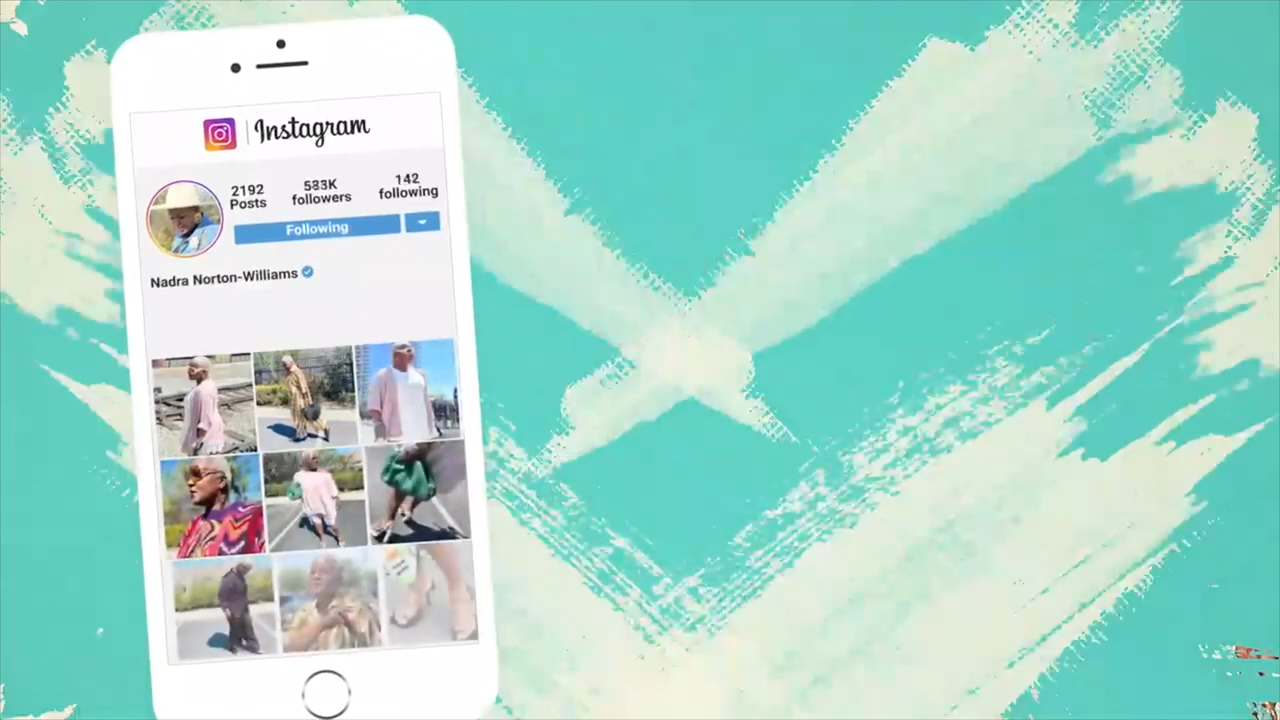 Instagram
2192
Posts
583K
followers
142
following
Following
Nadra Norton-Williams